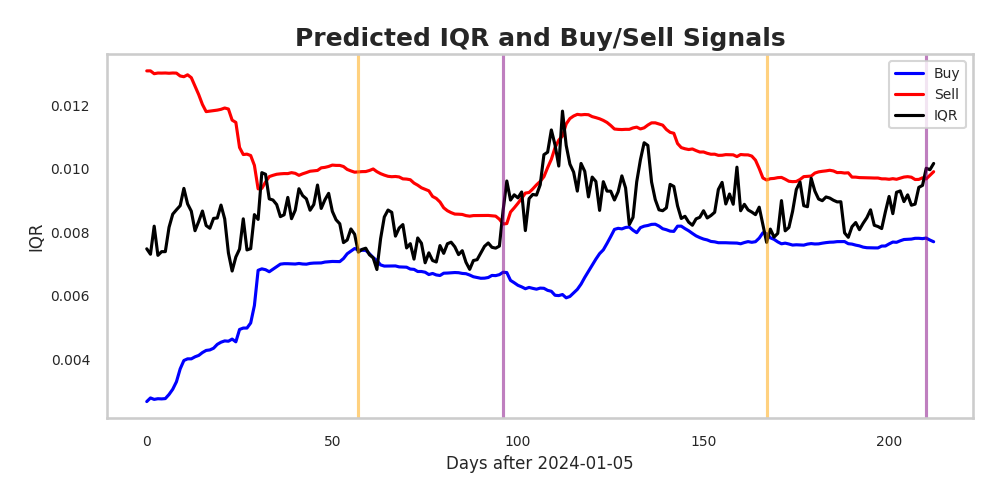 Predicted IQR and Buy/Sell Signals
Buy
Sell
IQR
0.012
0.010
0.008
0.006
0.004
IQR
0 50 100 150 200
Days after 2024-01-05